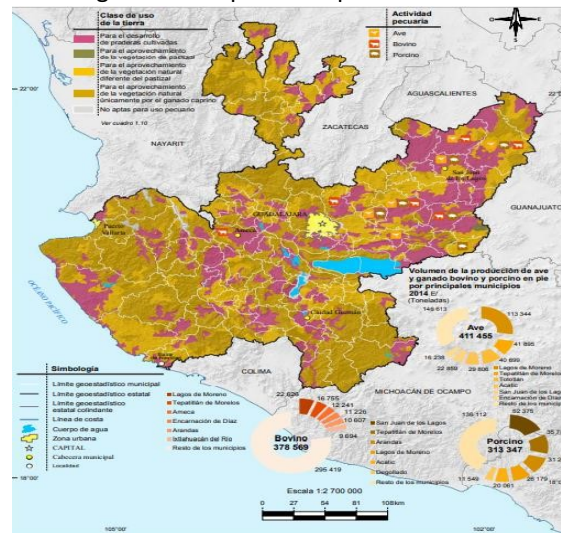 Clase de uso
de la tierra
Para el desarrollo
de praderas cultivadas
Para el aprovechamiento
de la vegetación de pastizal
Para el aprovechamiento
de la vegetación natural
diferente del pastizal
Para el aprovechamiento
de la vegetación natural
únicamente por el ganado caprino
No aptas para uso pecuario
Ver cuadro 1.10
Actividad
pecuaria
Ave
s
Bovino
Porcino
22°00'
AGUASCALIENTES
ZACATECAS
NAYARIT
San Juan
de los Lagos
GUANAJUATO
GUADALAJARA
Puerto
Vallarta
Ameca
OCÉANO PACÍFICO
Ciudad Guzmán
COLIMA
MICHOACÁN DE OCAMPO
Volumen de la producción de ave
y ganado bovino y porcino en pie
por principales municipios
2014 E/
(Toneladas)
113 344
Ave
411 455
41 895
40 699
29 806
22 859
16 238
Lagos de Moreno
Tepatitlán de Morelos
Tototlán
Acatic
San Juan de los Lagos
Encarnación de Díaz
Resto de los municipios
Simbología
Límite geoestadístico municipal
Límite geoestadístico estatal
Límite geoestadístico
estatal colindante
Línea de costa
Cuerpo de agua
Zona urbana
CAPITAL
Cabecera municipal
Localidad
Lagos de Moreno
Tepatitlán de Morelos
Ameca
Encarnación de Díaz
Arandas
Ixtlahuacán del Río
Resto de los municipios
16 755
12 241
11 226
10 607
9 694
Bovino
378 569
295 419
San Juan de los Lagos
Tepatitlán de Morelos
Arandas
Lagos de Moreno
Acatic
Degollado
Resto de los municipios
Porcino
313 347
26 179
20 061
11 549
18°00'
Escala 1:2 700 000
0 27 54 81 108km
102°00'